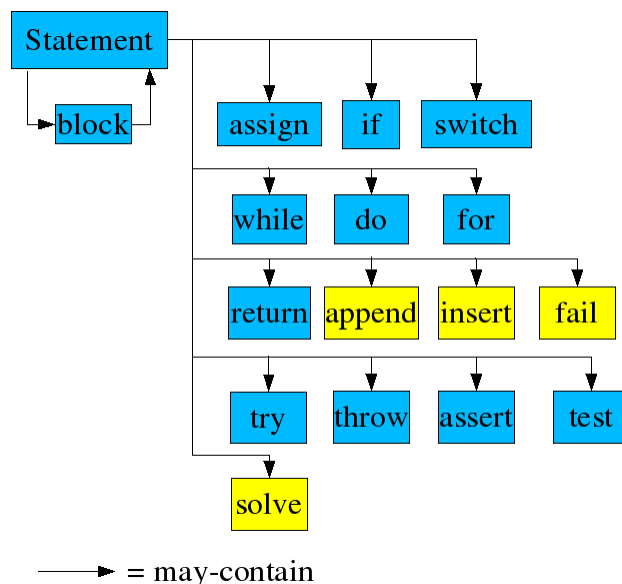 Statement
block
assign if switch
while do for
return append insert fail
try throw assert test
solve
= may-contain